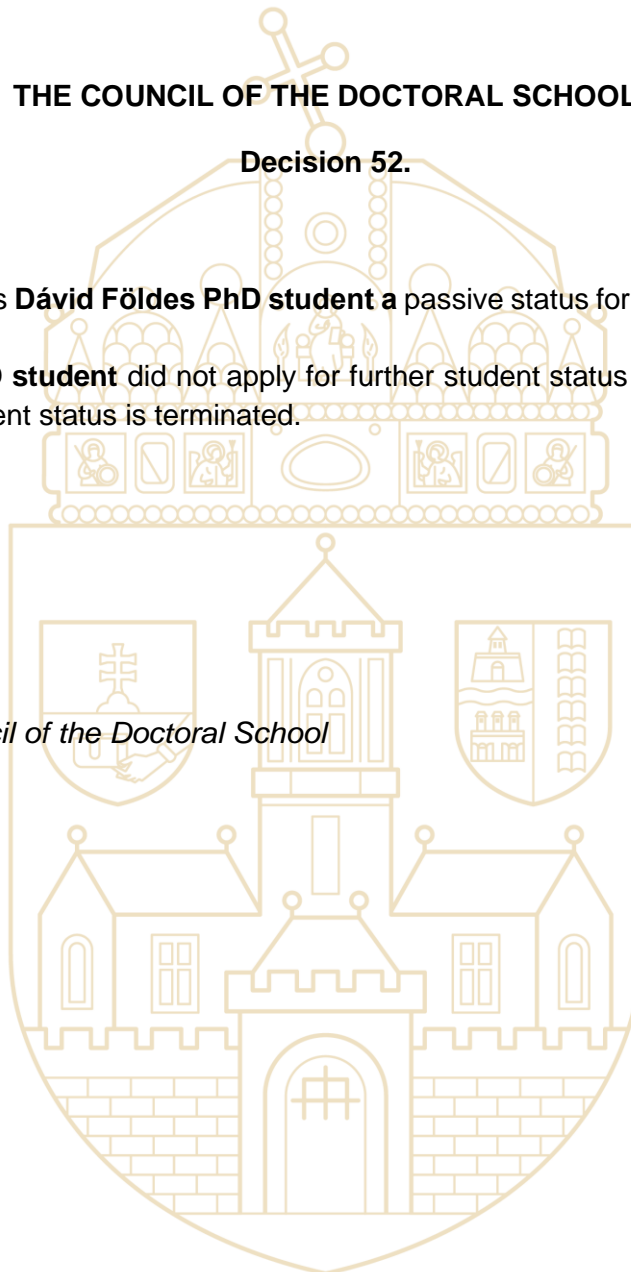 THE COUNCIL OF THE DOCTORAL SCHOOL
Decision 52.
s Dávid Földes PhD student a passive status for
student did not apply for further student status
ent status is terminated.
cil of the Doctoral School